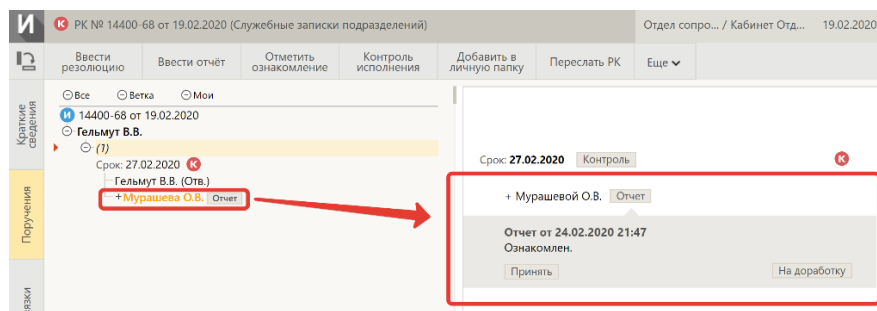 И К РК № 14400-68 от 19.02.2020 (Служебные записки подразделений) Отдел сопро... / Кабинет Отд... 19.02.2020
Ввести резолюцию
Ввести отчёт
Отметить ознакомление
Контроль исполнения
Добавить в личную папку
Переслать РК
Еще
Краткие сведения
Поручения
Все Ветка Мои
И 14400-68 от 19.02.2020
Гельмут В.В.
(1)
Срок: 27.02.2020 К
Гельмут В.В. (Отв.)
+Мурашева О.В. Отчет
Срок: 27.02.2020 Контроль К
+ Мурашевой О.В. Отчет
Отчет от 24.02.2020 21:47
Ознакомлен.
Принять На доработку